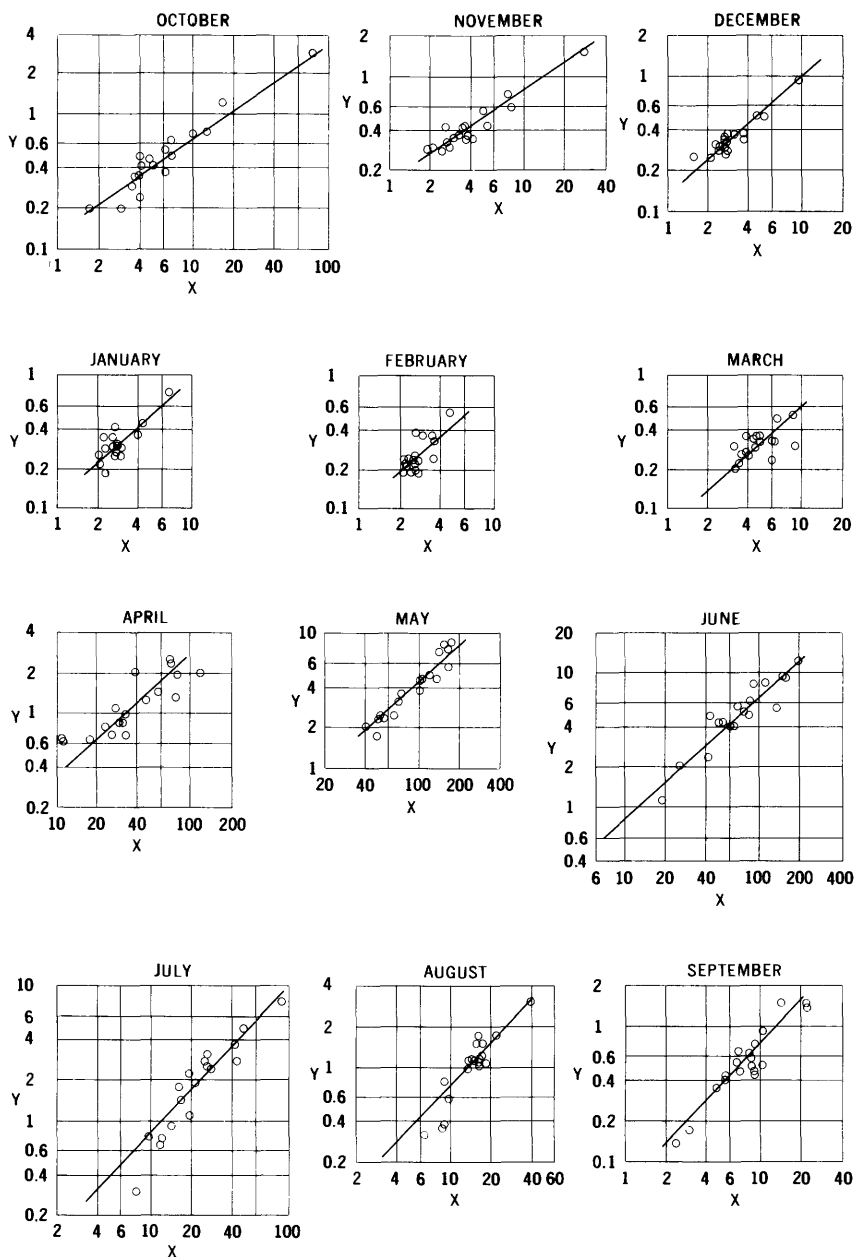 OCTOBER
NOVEMBER
DECEMBER
4
2
1
Y
0.6
0.4
0.2
0.1
1 2 4 6 10 20 40 100
X
2
1
0.6
Y
0.4
0.2
1 2 4 6 10 20 40
X
2
1
0.6
Y
0.4
0.2
0.1
1 2 4 6 10 20
X
JANUARY
FEBRUARY
MARCH
1
0.6
0.4
Y
0.2
0.1
1 2 4 6 10
X
1
0.6
0.4
Y
0.2
0.1
1 2 4 6 10
X
1
0.6
0.4
Y
0.2
0.1
1 2 4 6 10 20
X
APRIL
MAY
JUNE
4
2
Y
1
0.6
0.4
0.2
10 20 40 100 200
X
10
6
4
Y
2
1
20 40 100 200 400
X
20
10
6
Y
4
2
1
0.6
0.4
6 10 20 40 100 200 400
X
JULY
AUGUST
SEPTEMBER
10
6
4
2
Y
1
0.6
0.4
0.2
2 4 6 10 20 40 100
X
4
2
Y
1
0.6
0.4
0.2
2 4 6 10 20 40 60
X
2
1
Y
0.6
0.4
0.2
0.1
1 2 4 6 10 20 40
X